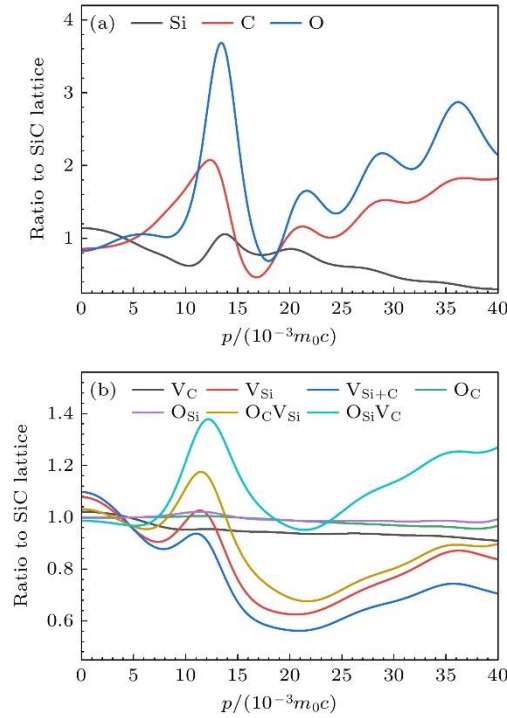 (a) Si C O
4
3
2
1
Ratio to SiC lattice
0 5 10 15 20 25 30 35 40
p/(10⁻³m₀c)
(b) V_C V_Si V_Si+C O_C
O_Si O_CV_Si O_SiV_C
1.4
1.2
1.0
0.8
0.6
Ratio to SiC lattice
0 5 10 15 20 25 30 35 40
p/(10⁻³m₀c)